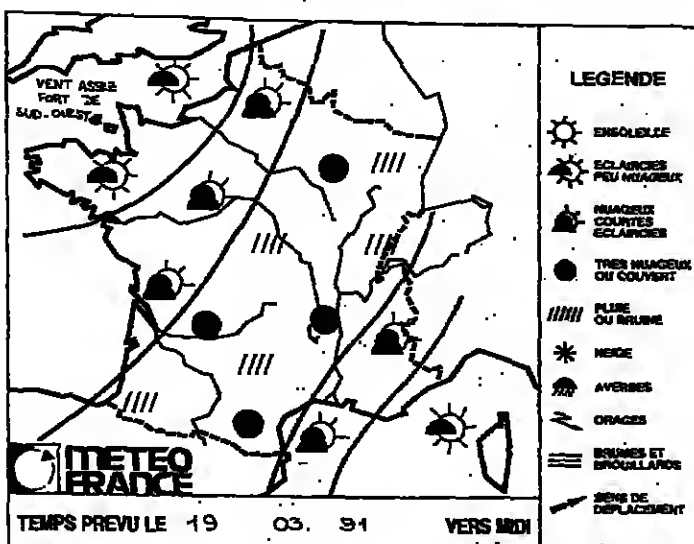 VENT ASSEZ
FORT DE
SUD-OUEST
METEO
FRANCE
TEMPS PREVU LE 19 03. 91 VERS MIDI
LEGENDE
ENSOLEILLE
ECLAIRCIES
PEU NUAGEUX
NUAGEUX
COURTES
ECLAIRCIES
TRES NUAGEUX
OU COUVERT
PLUIE
OU BRUINE
NEIGE
AVERSES
ORAGES
BRUMES ET
BROUILLARDS
SENS DE
DEPLACEMENT